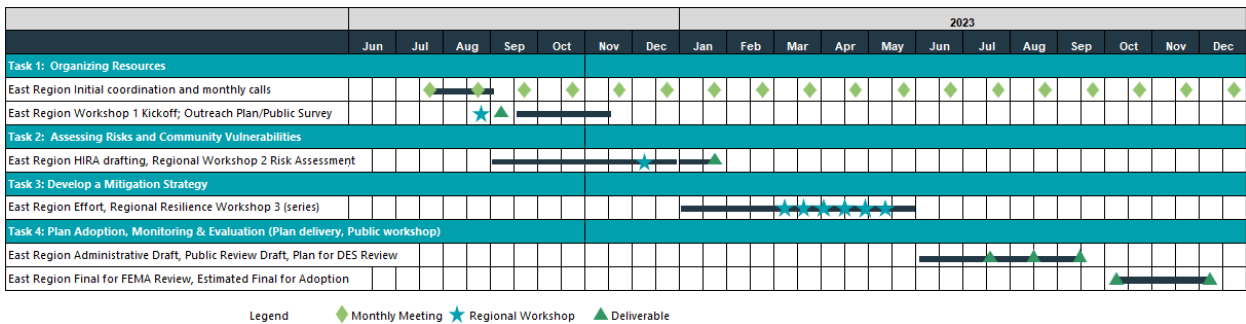 2023
Jun Jul Aug Sep Oct Nov Dec Jan Feb Mar Apr May Jun Jul Aug Sep Oct Nov Dec
Task 1: Organizing Resources
East Region Initial coordination and monthly calls
East Region Workshop 1 Kickoff; Outreach Plan/Public Survey
Task 2: Assessing Risks and Community Vulnerabilities
East Region HIRA drafting, Regional Workshop 2 Risk Assessment
Task 3: Develop a Mitigation Strategy
East Region Effort, Regional Resilience Workshop 3 (series)
Task 4: Plan Adoption, Monitoring & Evaluation (Plan delivery, Public workshop)
East Region Administrative Draft, Public Review Draft, Plan for DES Review
East Region Final for FEMA Review, Estimated Final for Adoption
Legend Monthly Meeting Regional Workshop Deliverable